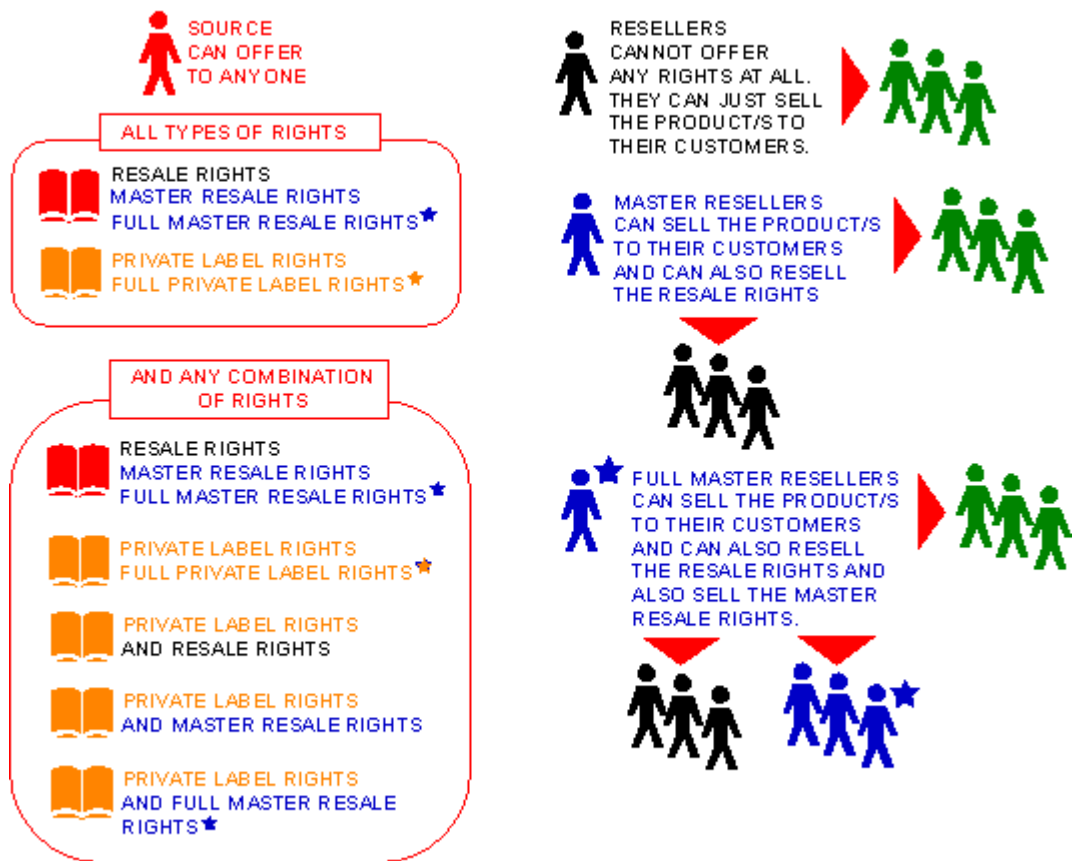 SOURCE
CAN OFFER
TO ANYONE
ALL TYPES OF RIGHTS
RESALE RIGHTS
MASTER RESALE RIGHTS
FULL MASTER RESALE RIGHTS
PRIVATE LABEL RIGHTS
FULL PRIVATE LABEL RIGHTS
AND ANY COMBINATION
OF RIGHTS
RESALE RIGHTS
MASTER RESALE RIGHTS
FULL MASTER RESALE RIGHTS
PRIVATE LABEL RIGHTS
FULL PRIVATE LABEL RIGHTS
PRIVATE LABEL RIGHTS
AND RESALE RIGHTS
PRIVATE LABEL RIGHTS
AND MASTER RESALE RIGHTS
PRIVATE LABEL RIGHTS
AND FULL MASTER RESALE
RIGHTS
RESELLERS
CANNOT OFFER
ANY RIGHTS AT ALL.
THEY CAN JUST SELL
THE PRODUCT/S TO
THEIR CUSTOMERS.
MASTER RESELLERS
CAN SELL THE PRODUCT/S
TO THEIR CUSTOMERS
AND CAN ALSO RESELL
THE RESALE RIGHTS
FULL MASTER RESELLERS
CAN SELL THE PRODUCT/S
TO THEIR CUSTOMERS
AND CAN ALSO RESELL
THE RESALE RIGHTS AND
ALSO SELL THE MASTER
RESALE RIGHTS.